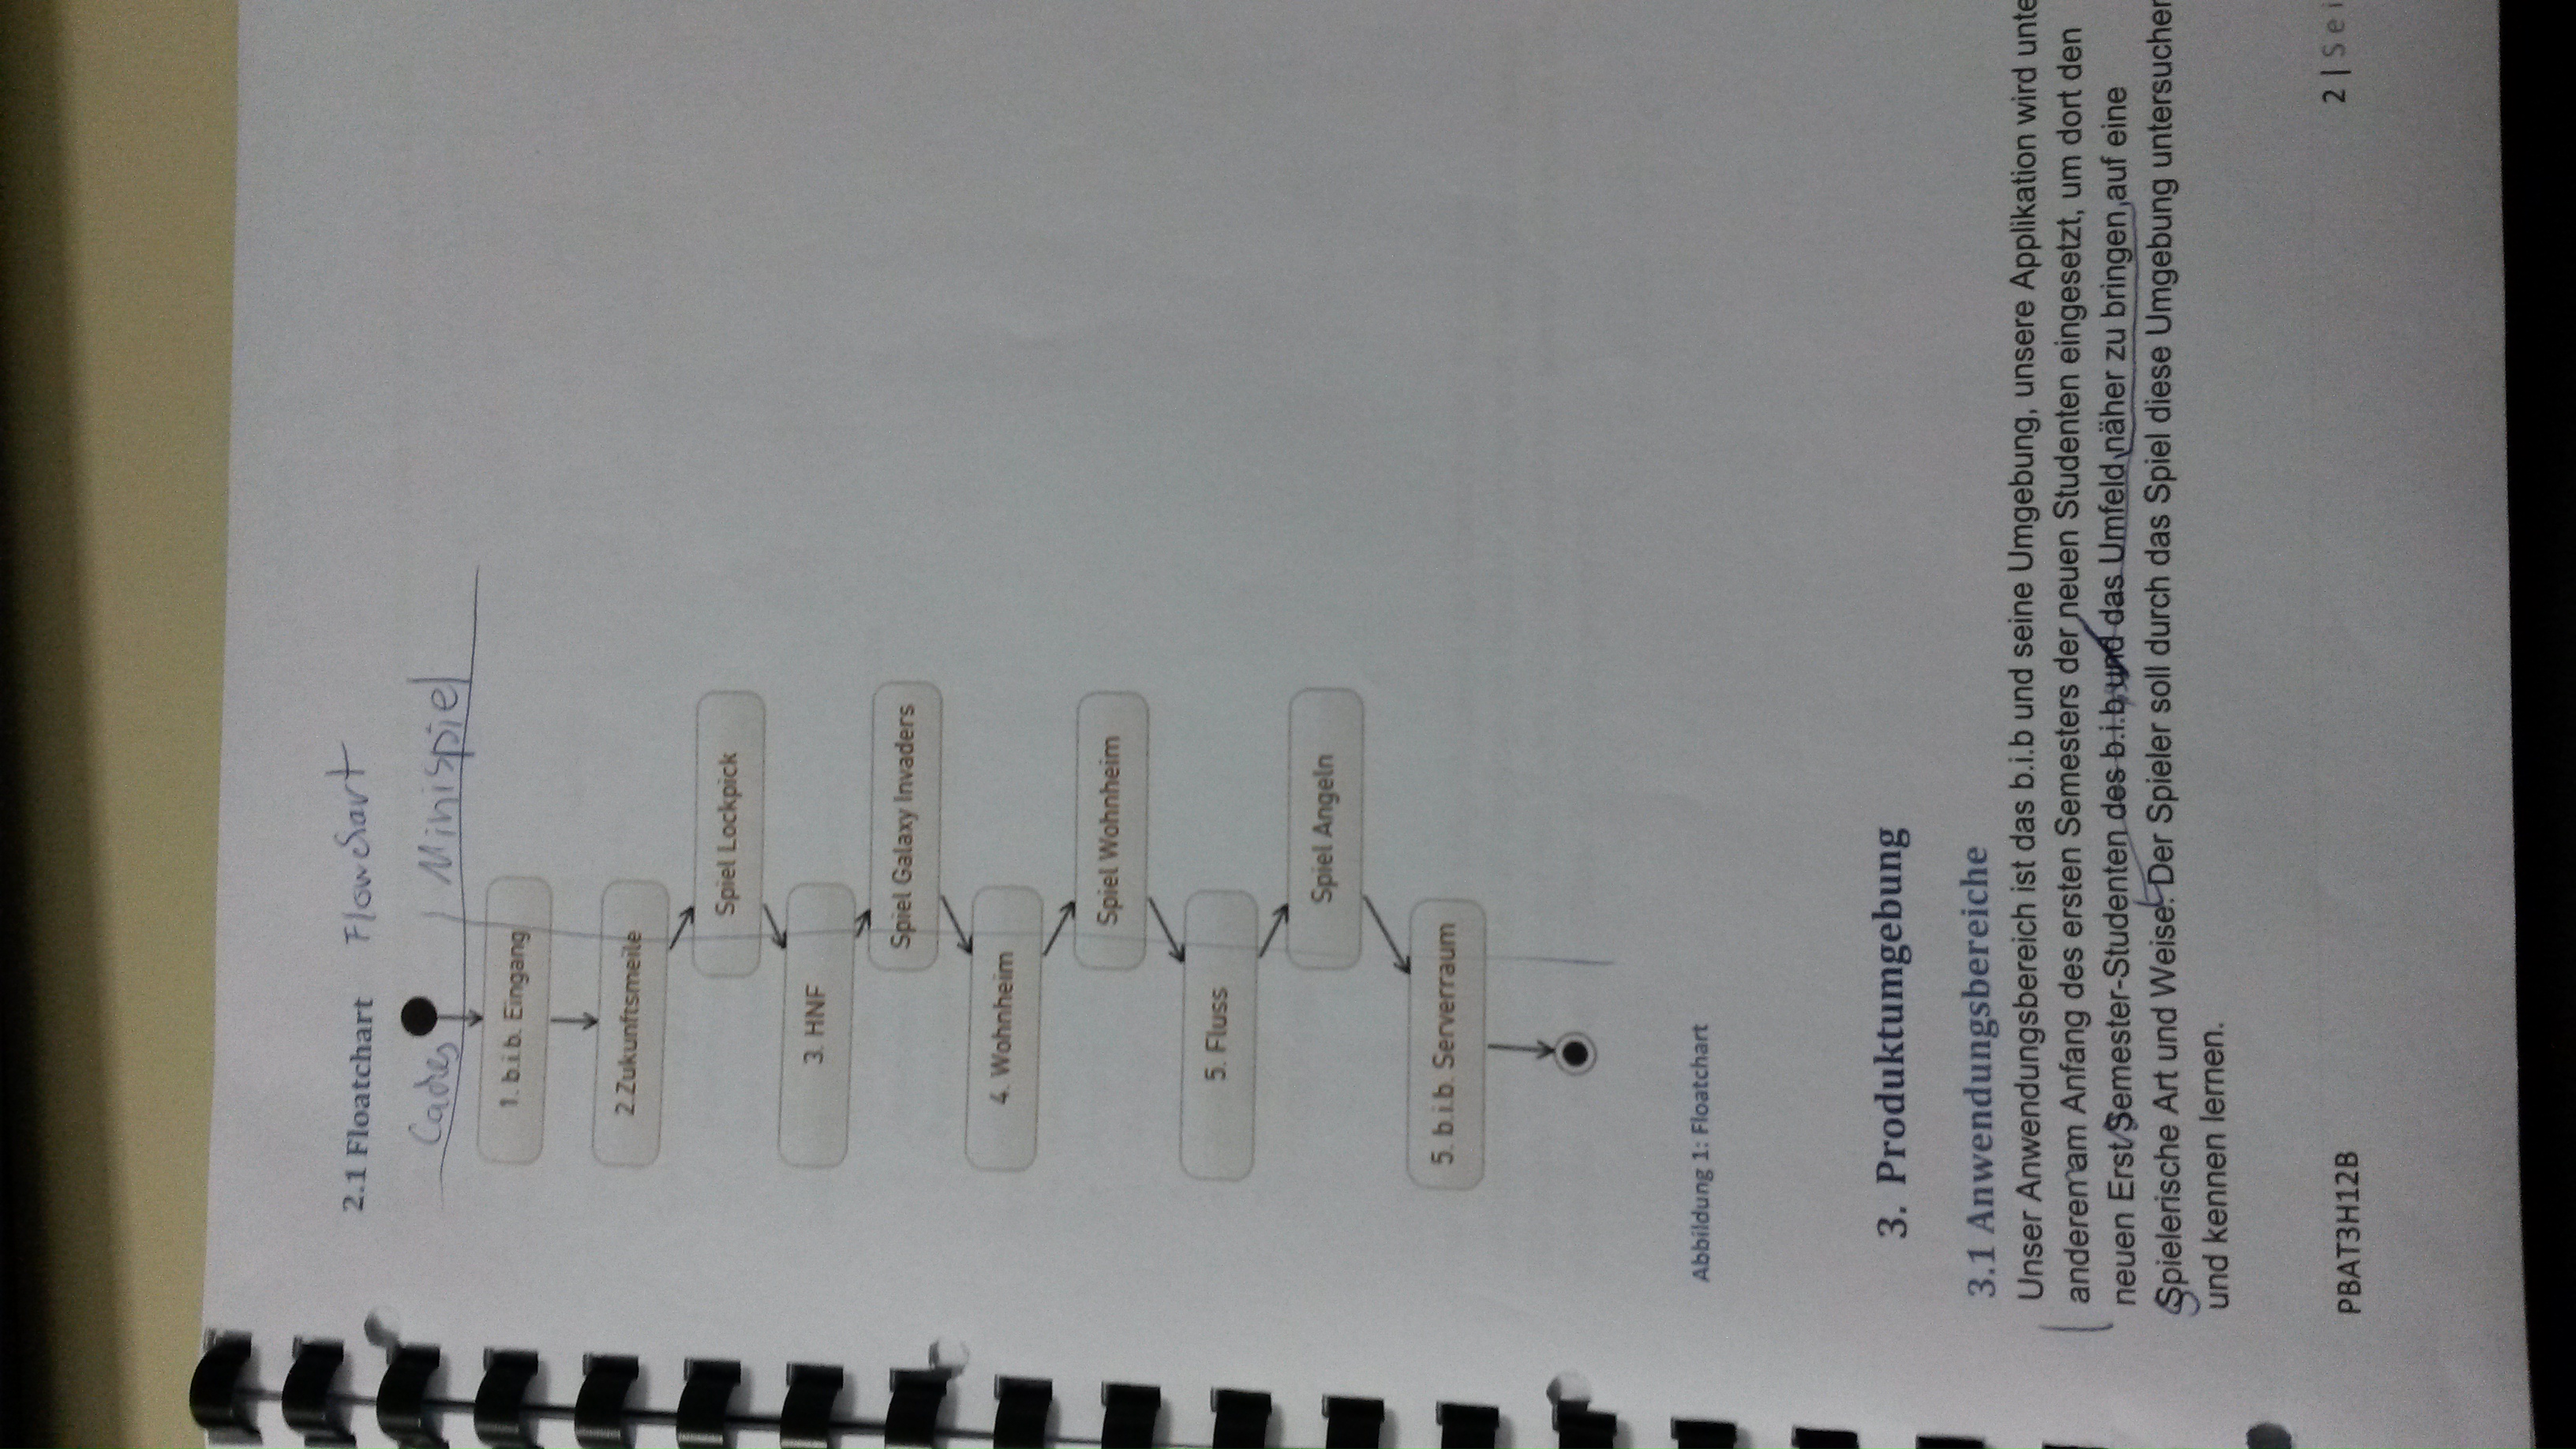 2.1 Floatchart Flowchart
Minispiel
1. b.i.b. Eingang
2.Zukunftsmeile
Spiel Lockpick
3. HNF
Spiel Galaxy Invaders
4. Wohnheim
Spiel Wohnheim
5. Fluss
Spiel Angeln
5. b.i.b. Serverraum
Abbildung 1: Floatchart
3. Produktumgebung
3.1 Anwendungsbereiche
Unser Anwendungsbereich ist das b.i.b und seine Umgebung, unsere Applikation wird unte
anderem am Anfang des ersten Semesters der neuen Studenten eingesetzt, um dort den
neuen Erst Semester-Studenten des b.i.b und das Umfeld näher zu bringen, auf eine
Spielerische Art und Weise. Der Spieler soll durch das Spiel diese Umgebung untersuchen
und kennen lernen.
PBAT3H12B
2 | Sei